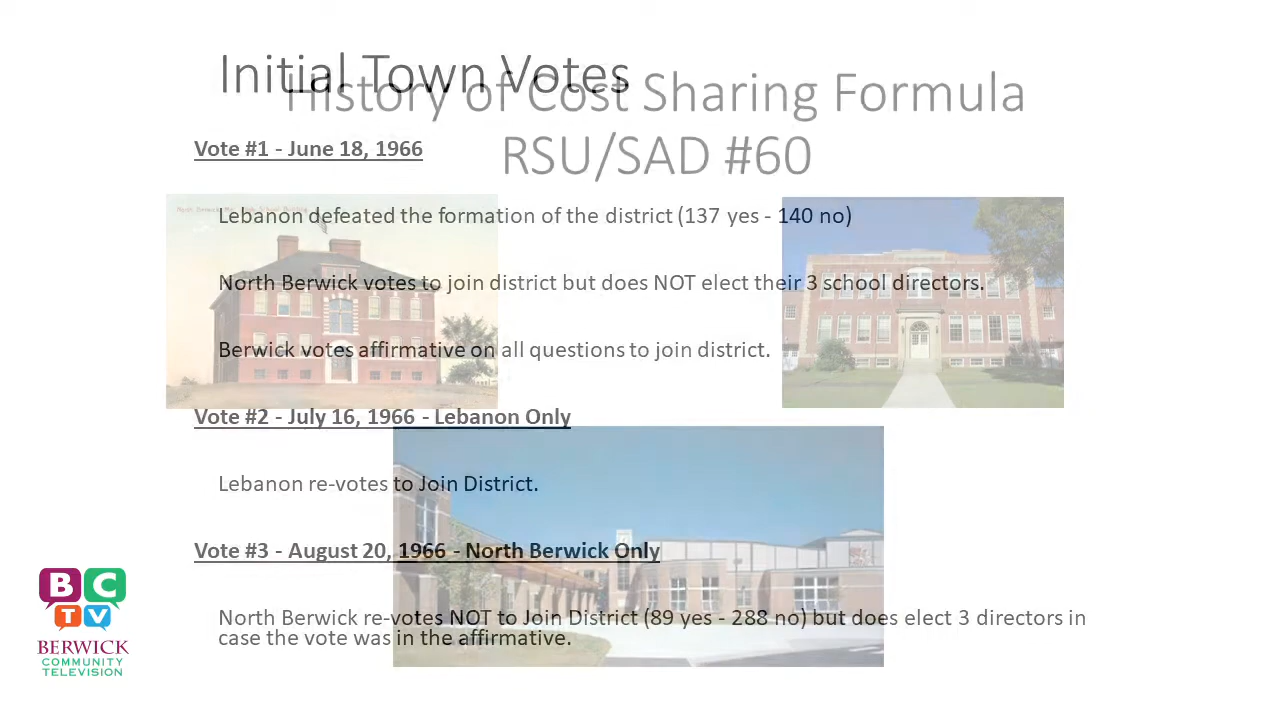 Initial Town Votes
History of Cost Sharing Formula
RSU/SAD #60
Vote #1 - June 18, 1966
Lebanon defeated the formation of the district (137 yes - 140 no)
North Berwick votes to join district but does NOT elect their 3 school directors.
Berwick votes affirmative on all questions to join district.
Vote #2 - July 16, 1966 - Lebanon Only
Lebanon re-votes to Join District.
Vote #3 - August 20, 1966 - North Berwick Only
North Berwick re-votes NOT to Join District (89 yes - 288 no) but does elect 3 directors in
case the vote was in the affirmative.
BC
TV
BERWICK
COMMUNITY
TELEVISION